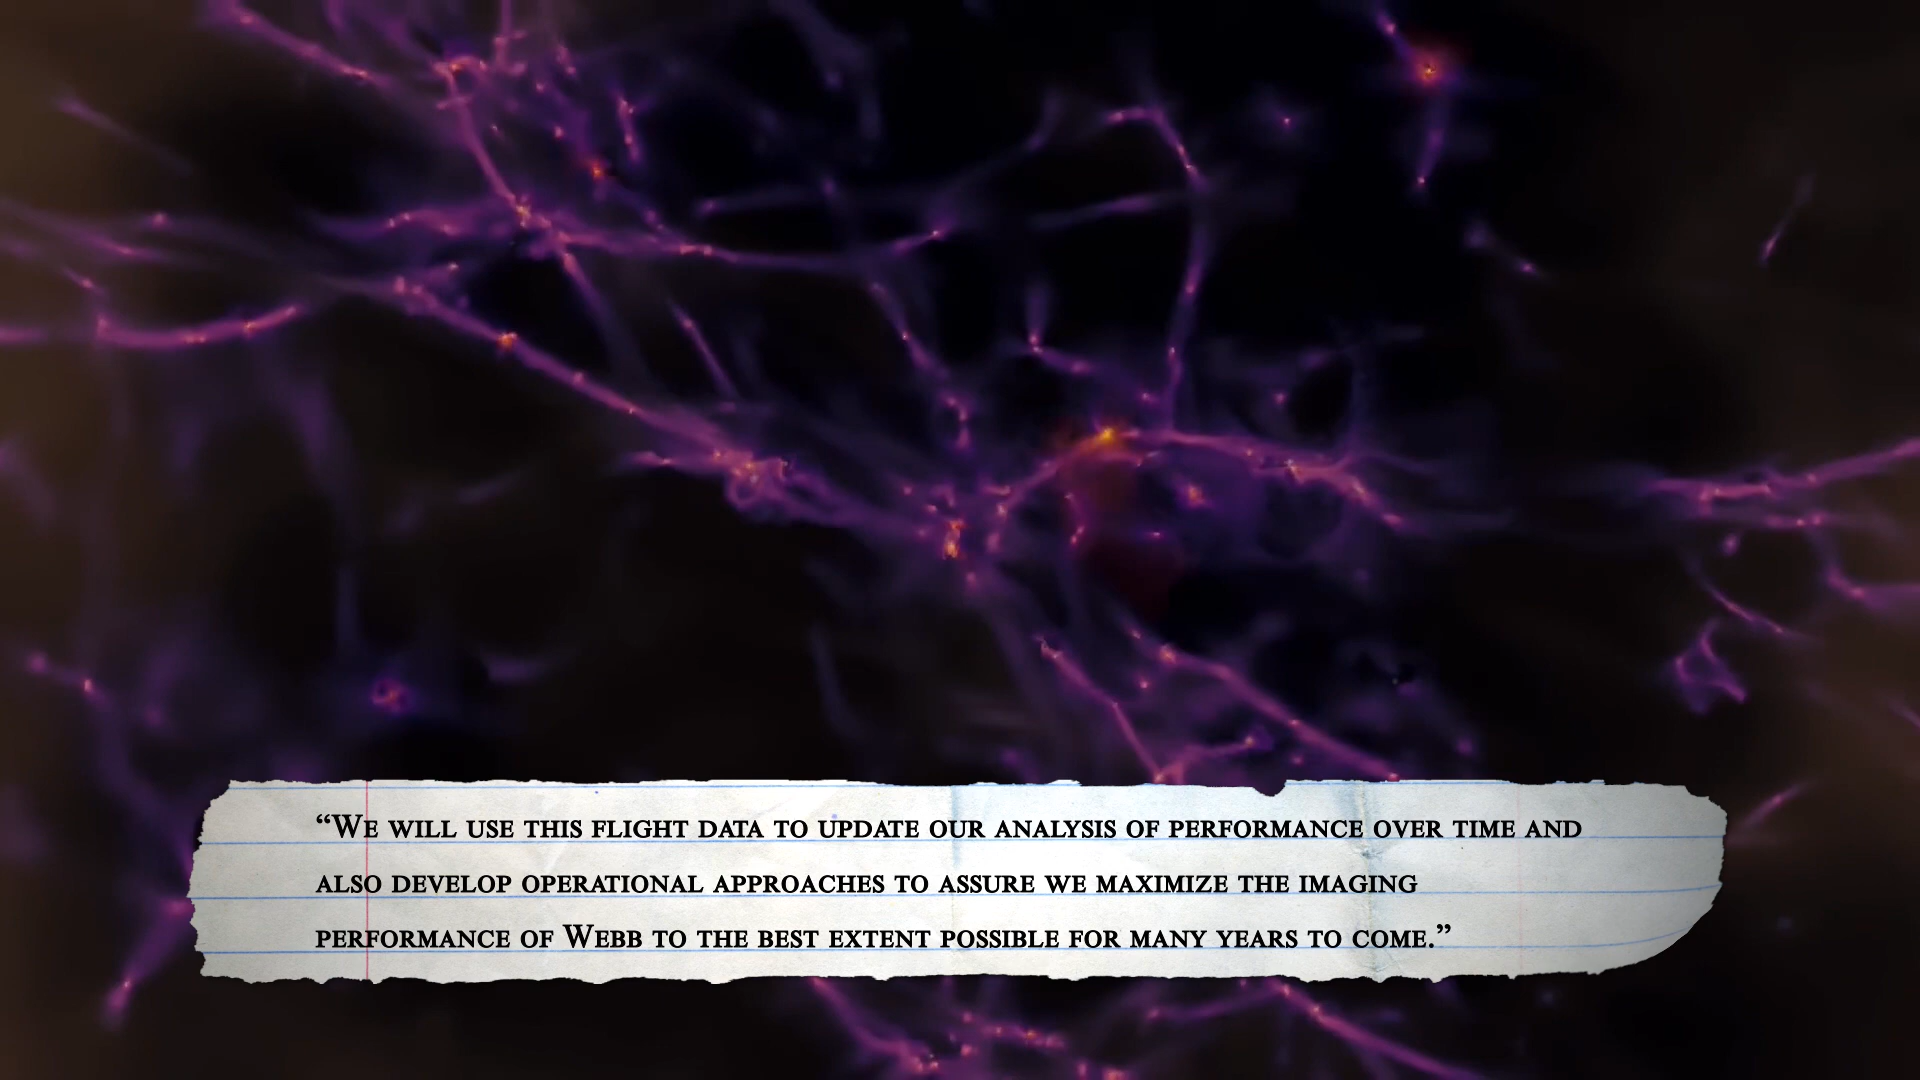 “We will use this flight data to update our analysis of performance over time and
also develop operational approaches to assure we maximize the imaging
performance of Webb to the best extent possible for many years to come.”